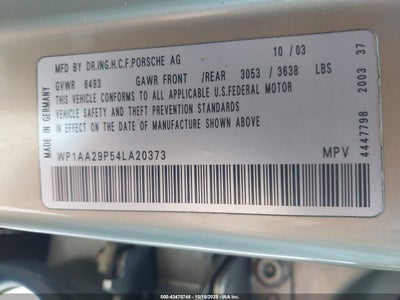 MFD BY DR.ING.H.C.F.PORSCHE AG 10 / 03
GVWR 6493 GAWR FRONT /REAR 3053 / 3638 LBS
THIS VEHICLE CONFORMS TO ALL APPLICABLE U.S.FEDERAL MOTOR
VEHICLE SAFETY AND THEFT PREVENTION STANDARDS
IN EFFECT ON THE DATE OF MANUFACTURE SHOWN ABOVE
WP1AA29P54LA20373 MPV
MADE IN GERMANY
4447798 2003 37
000-43470748 - 10/15/2025 - IAA Inc.